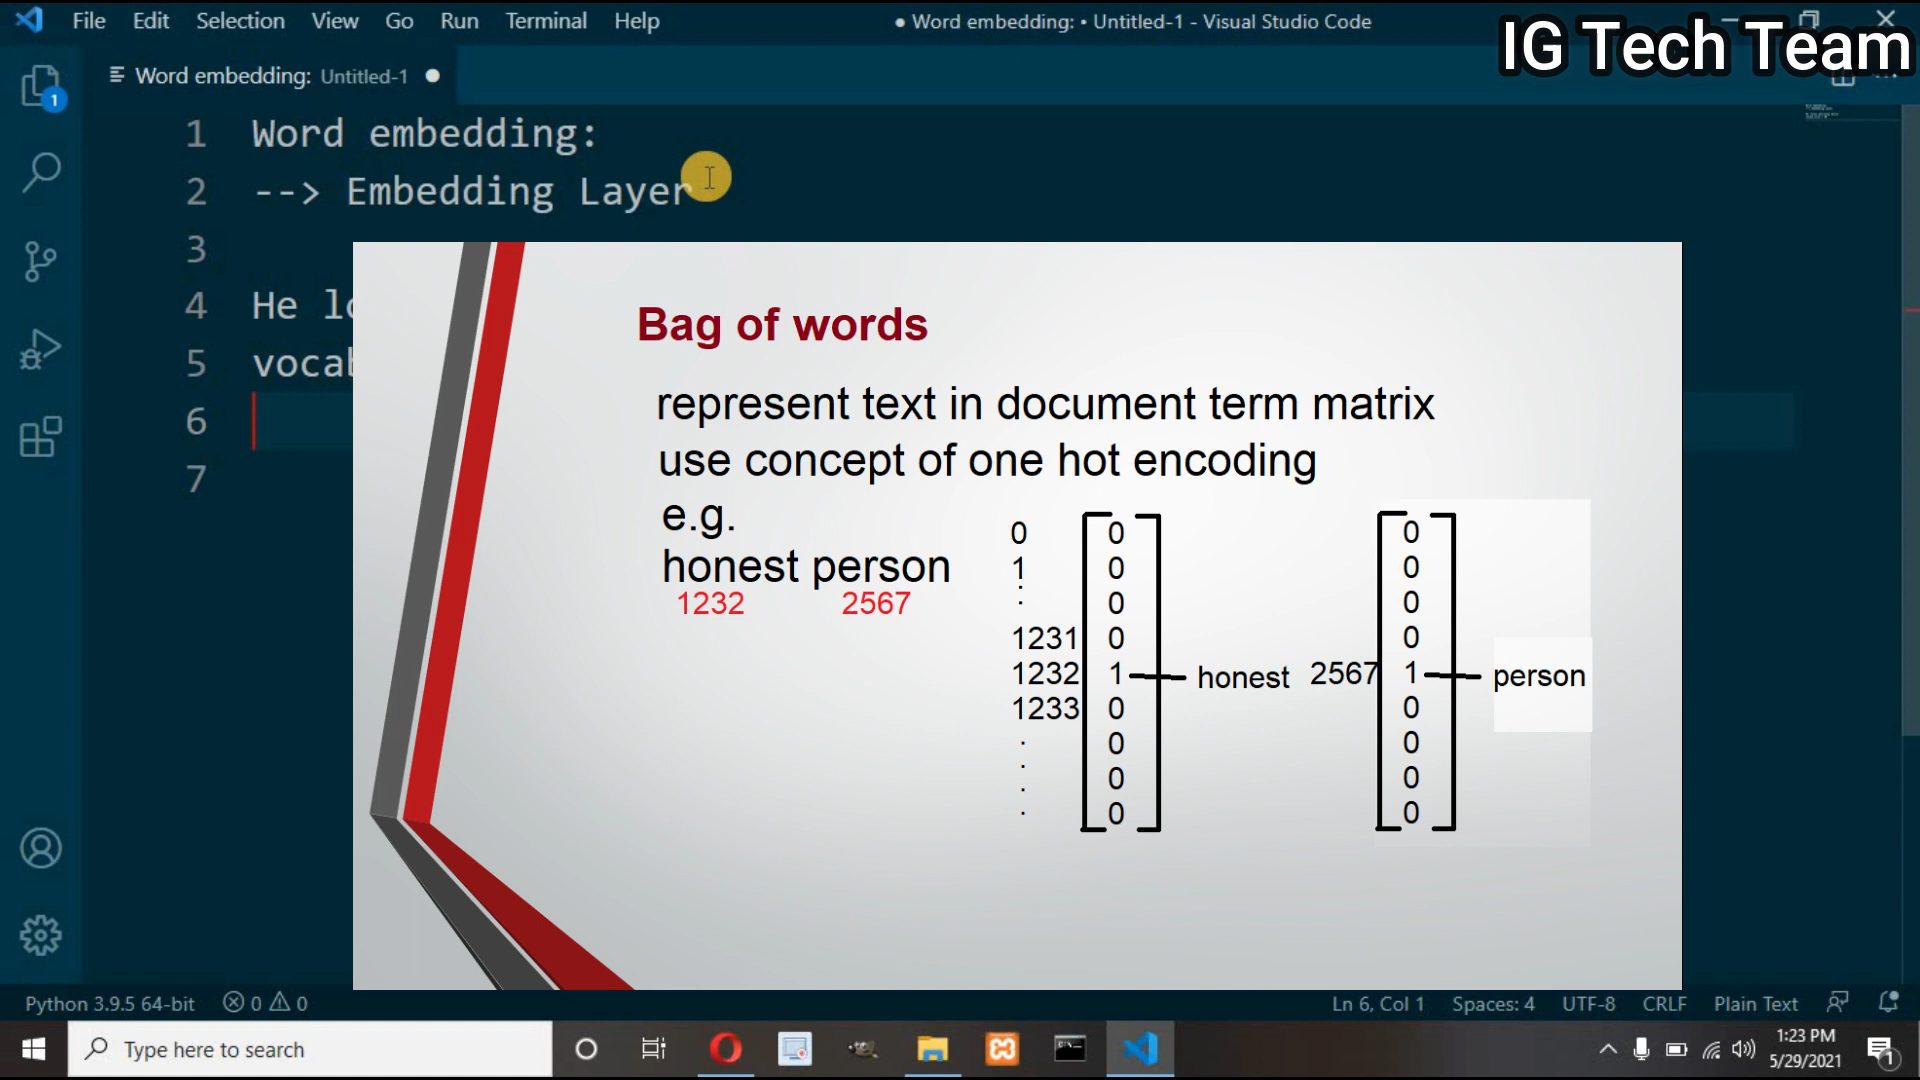 File Edit Selection View Go Run Terminal Help
● Word embedding: • Untitled-1 - Visual Studio Code
IG Tech Team
Word embedding: Untitled-1 ●
1
1 Word embedding:
2 --> Embedding Layer
3
4 He lo
5 vocab
6
7
Bag of words
represent text in document term matrix
use concept of one hot encoding
e.g.
honest person
1232 2567
0 0 0
1 0 0
. 0 0
1231 0 0
1232 1 honest 2567 1 person
1233 0 0
. 0 0
. 0 0
. 0 0
Python 3.9.5 64-bit 0 0 Ln 6, Col 1 Spaces: 4 UTF-8 CRLF Plain Text
Type here to search
1:23 PM
5/29/2021
1